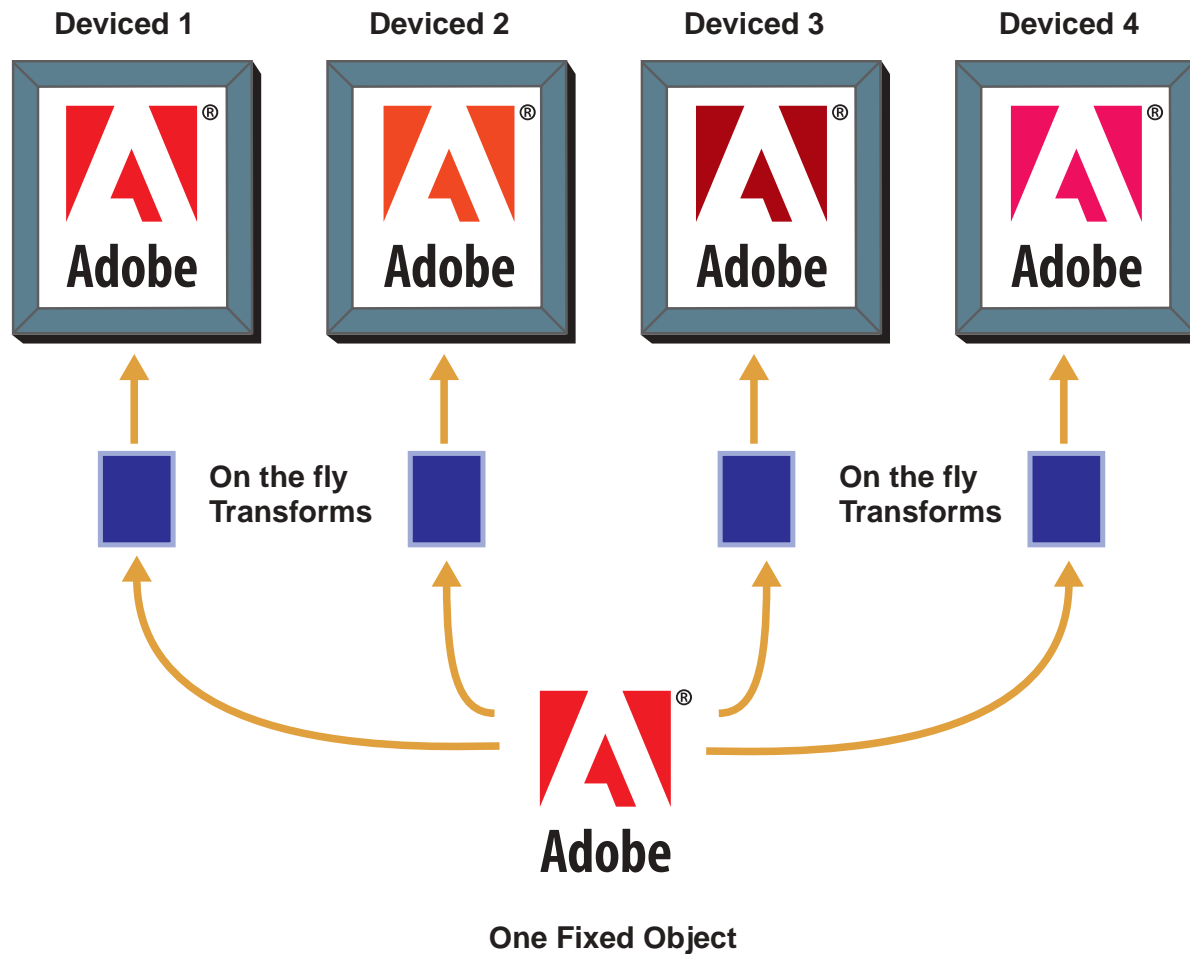 Deviced 1
Deviced 2
Deviced 3
Deviced 4
®
Adobe
®
Adobe
®
Adobe
®
Adobe
On the fly
Transforms
On the fly
Transforms
®
Adobe
One Fixed Object